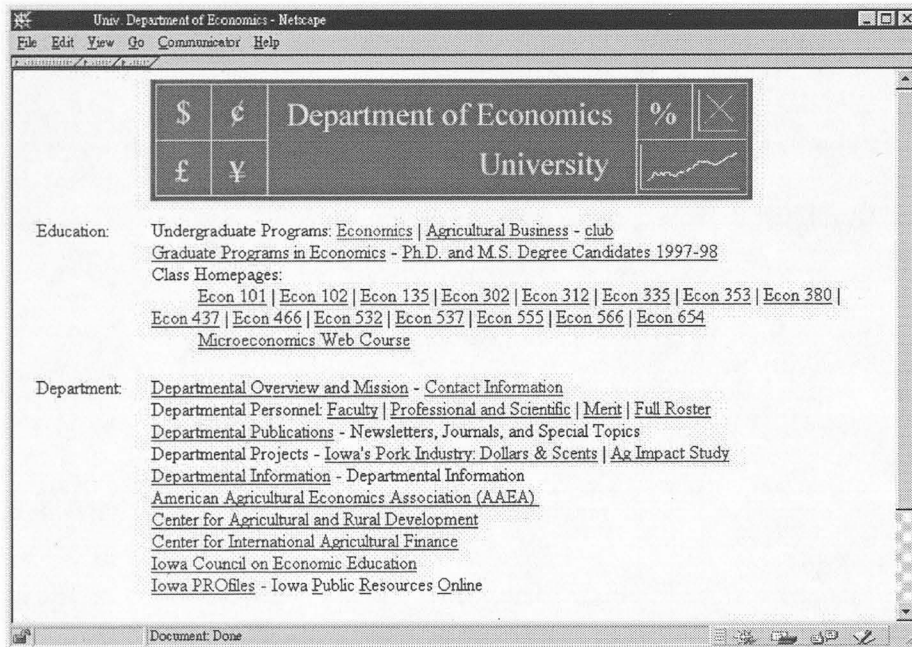 Univ. Department of Economics - Netscape
File Edit View Go Communicator Help
$ ¢ Department of Economics %
£ ¥ University
Education: Undergraduate Programs: Economics | Agricultural Business - club
Graduate Programs in Economics - Ph.D. and M.S. Degree Candidates 1997-98
Class Homepages:
Econ 101 | Econ 102 | Econ 135 | Econ 302 | Econ 312 | Econ 335 | Econ 353 | Econ 380 |
Econ 437 | Econ 466 | Econ 532 | Econ 537 | Econ 555 | Econ 566 | Econ 654
Microeconomics Web Course
Department: Departmental Overview and Mission - Contact Information
Departmental Personnel: Faculty | Professional and Scientific | Merit | Full Roster
Departmental Publications - Newsletters, Journals, and Special Topics
Departmental Projects - Iowa's Pork Industry: Dollars & Scents | Ag Impact Study
Departmental Information - Departmental Information
American Agricultural Economics Association (AAEA)
Center for Agricultural and Rural Development
Center for International Agricultural Finance
Iowa Council on Economic Education
Iowa PROfiles - Iowa Public Resources Online
Document: Done